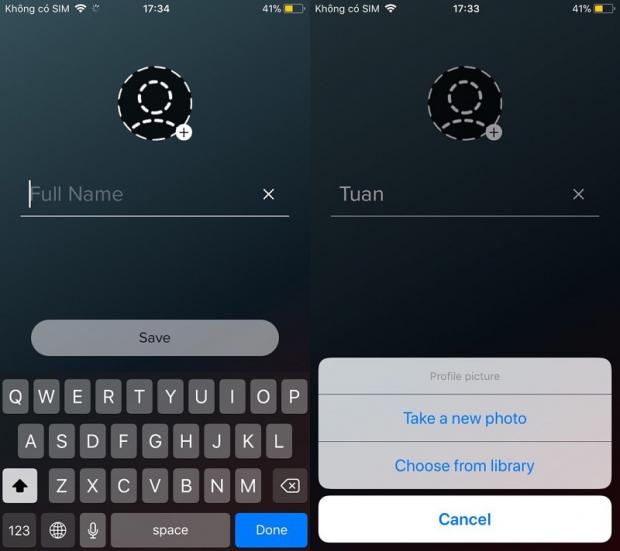 Không có SIM 17:34 41%
Full Name
Save
Q W E R T Y U I O P
A S D F G H J K L
Z X C V B N M
123 space Done
Không có SIM 17:33 41%
Tuan
Profile picture
Take a new photo
Choose from library
Cancel